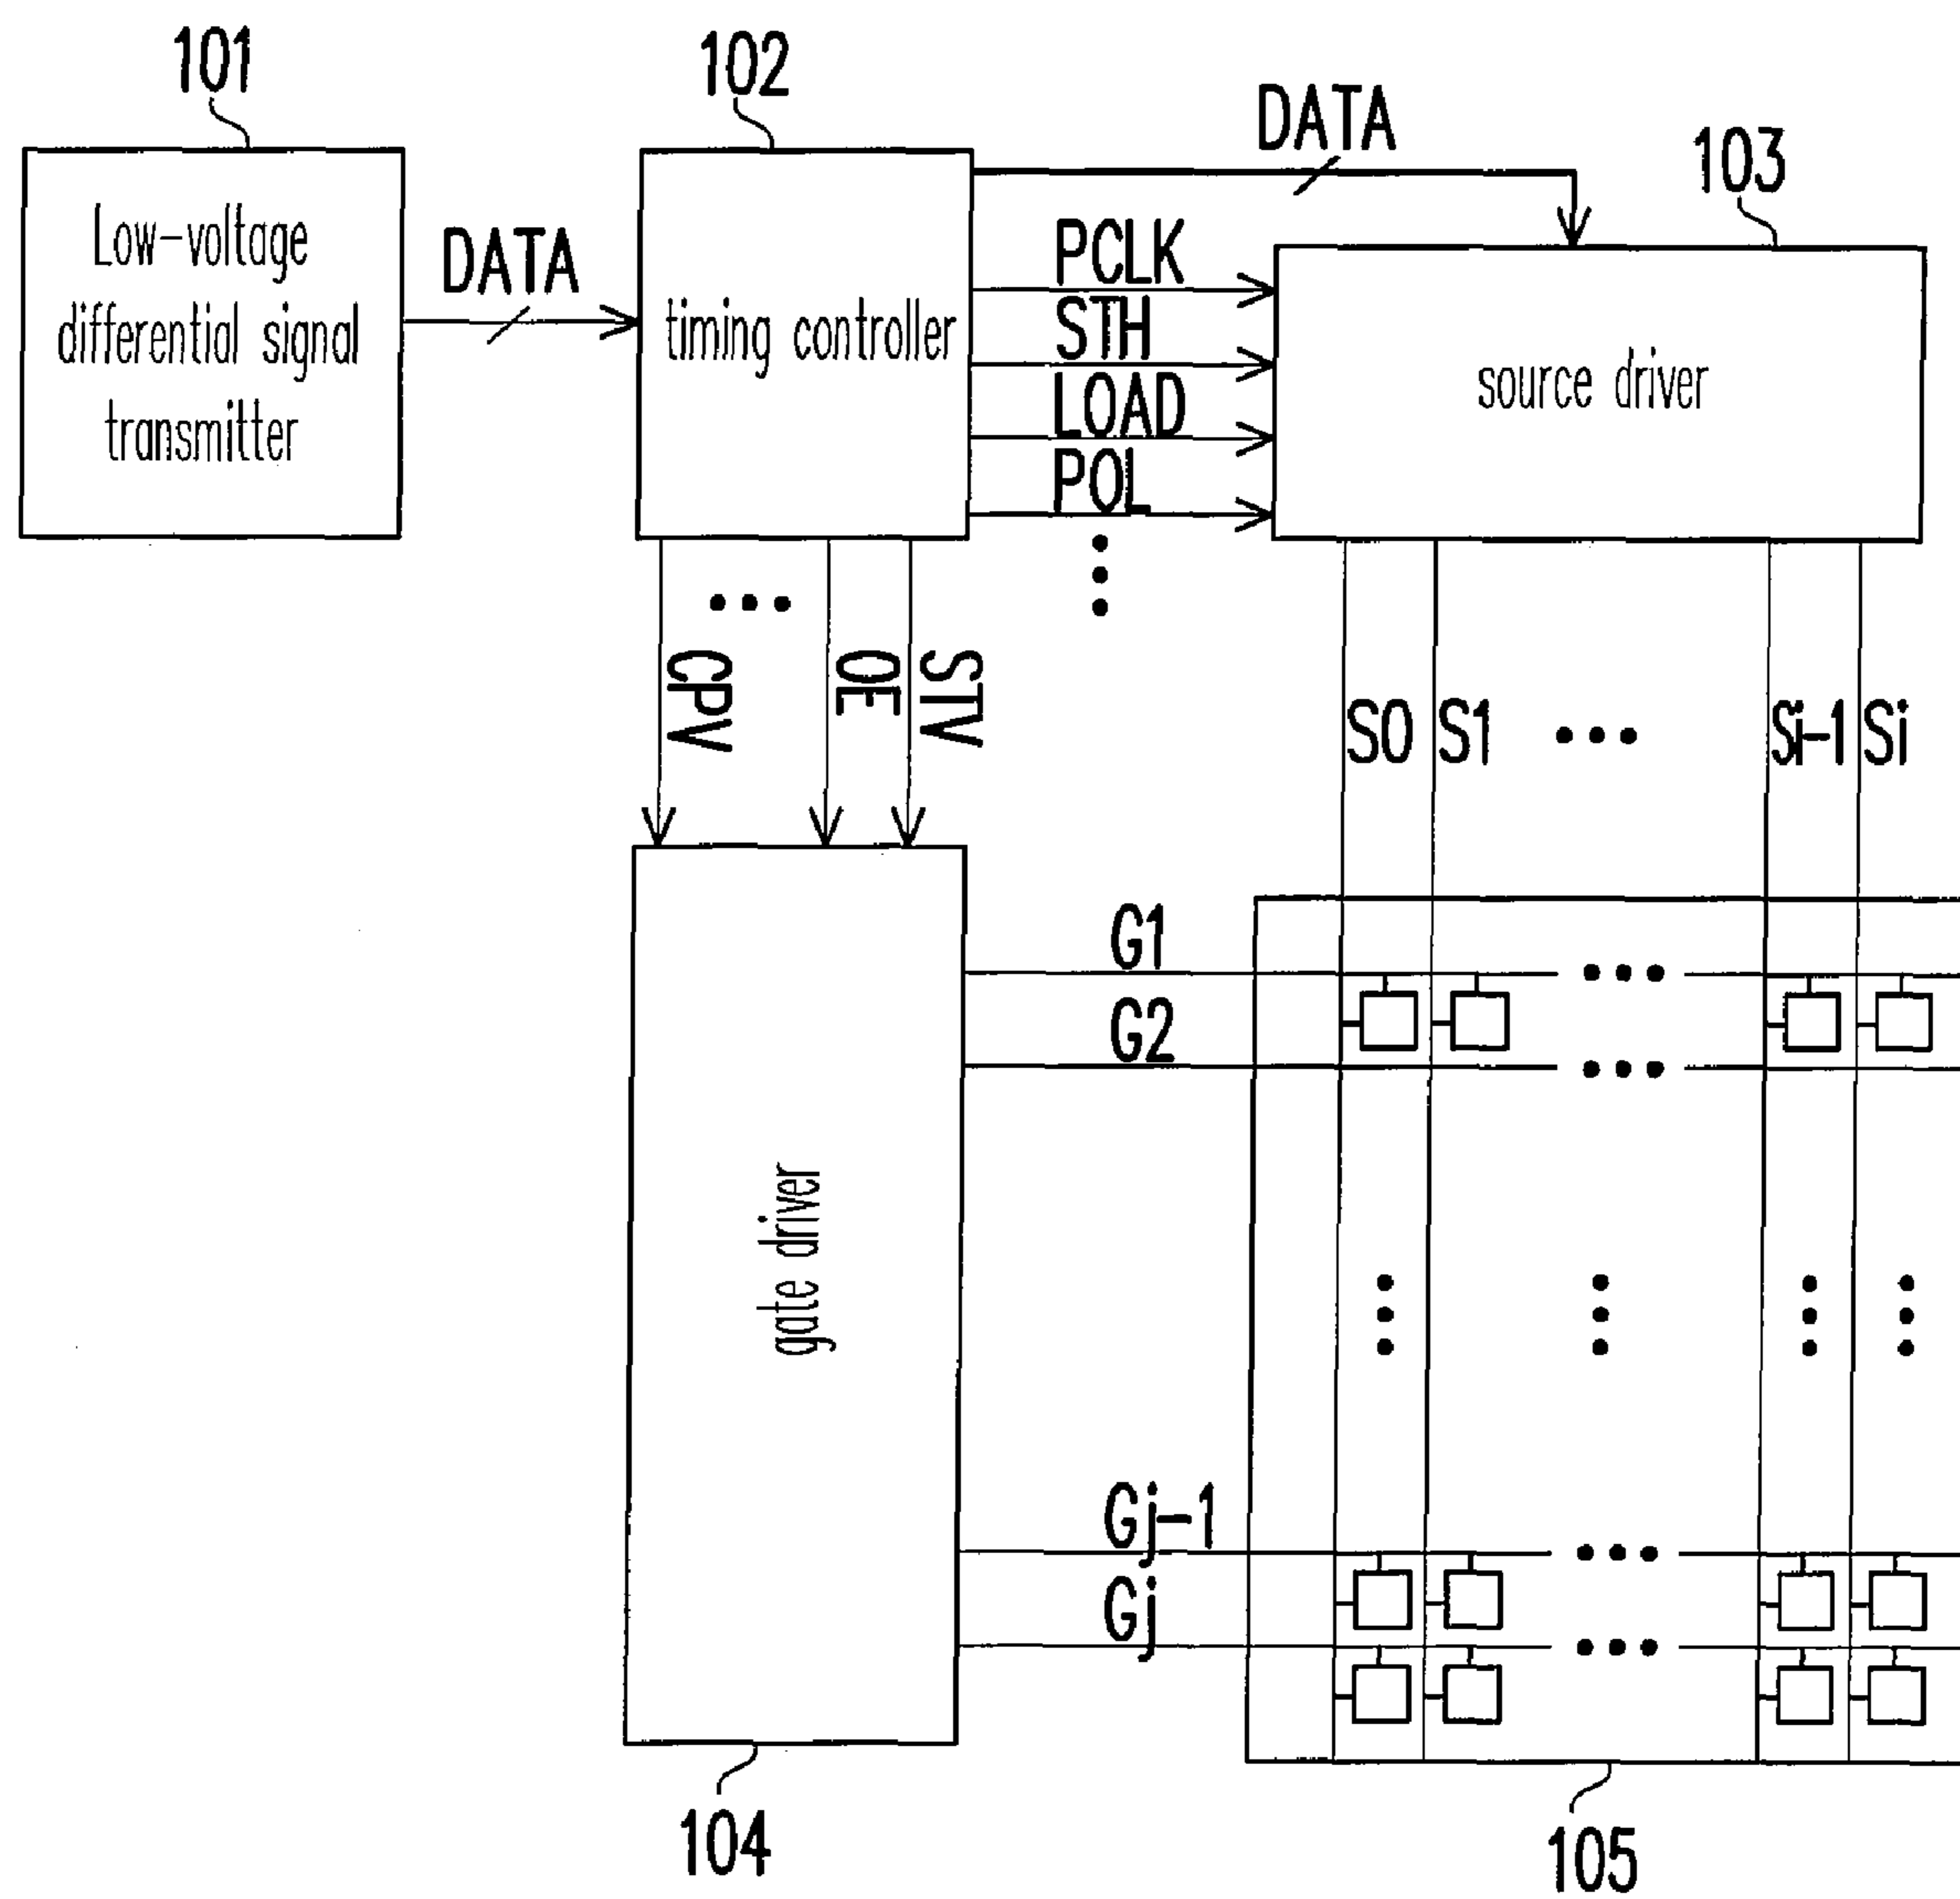 101
102
DATA
103
Low-voltage
differential signal
transmitter
DATA
timing controller
PCLK
STH
LOAD
POL
source driver
CPV
OE
STV
S0
S1
Si-1
Si
G1
G2
gate driver
Gj-1
Gj
104
105